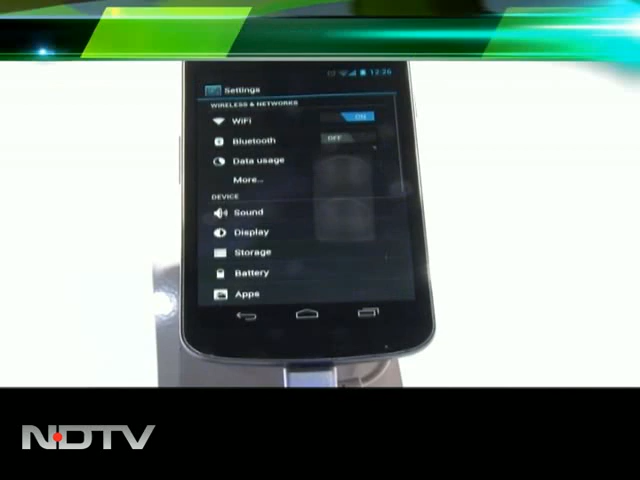 12:26
Settings
WIRELESS & NETWORKS
WiFi ON
Bluetooth OFF
Data usage
More...
DEVICE
Sound
Display
Storage
Battery
Apps
NDTV